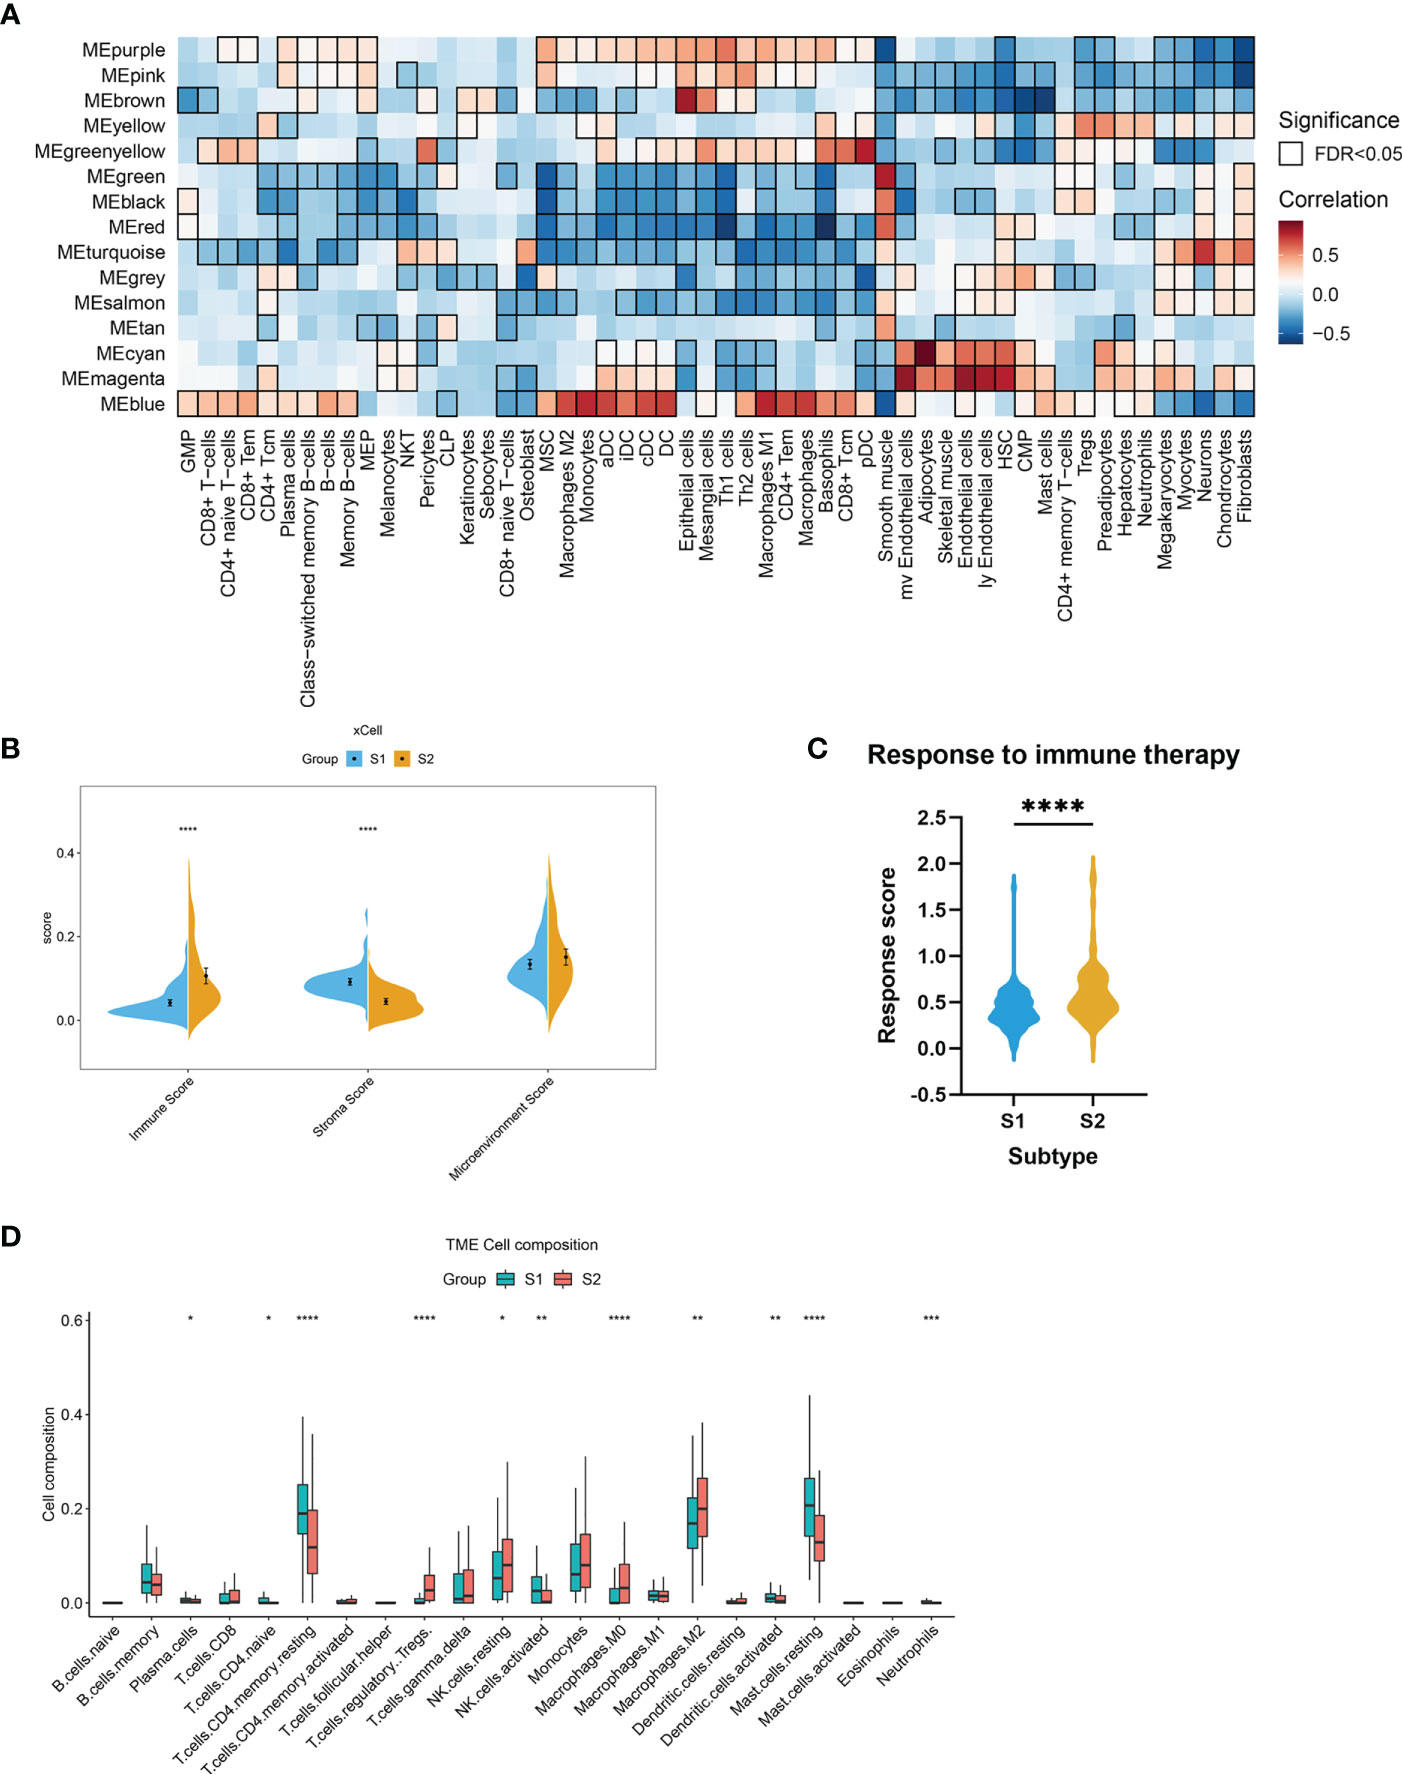 A
MEpurple
MEpink
MEbrown
MEyellow
MEgreenyellow
MEgreen
MEblack
MEred
MEturquoise
MEgrey
MEsalmon
MEtan
MEcyan
MEmagenta
MEblue
GMP
CD8+ T−cells
CD4+ naive T−cells
CD8+ Tem
CD4+ Tcm
Plasma cells
Class−switched memory B−cells
B−cells
Memory B−cells
MEP
Melanocytes
NKT
Pericytes
CLP
Keratinocytes
Sebocytes
CD8+ naive T−cells
Osteoblast
MSC
Macrophages M2
Monocytes
aDC
iDC
cDC
DC
Epithelial cells
Mesangial cells
Th1 cells
Th2 cells
Macrophages M1
CD4+ Tem
Macrophages
Basophils
CD8+ Tcm
pDC
Smooth muscle
mv Endothelial cells
Adipocytes
Skeletal muscle
Endothelial cells
ly Endothelial cells
HSC
CMP
Mast cells
CD4+ memory T−cells
Tregs
Preadipocytes
Hepatocytes
Neutrophils
Megakaryocytes
Myocytes
Neurons
Chondrocytes
Fibroblasts
Significance
FDR<0.05
Correlation
0.5
0.0
−0.5
B
xCell
Group S1 S2
score
0.4
0.2
0.0
**** ****
Immune Score
Stroma Score
Microenvironment Score
C
Response to immune therapy
****
Response score
2.5
2.0
1.5
1.0
0.5
0.0
-0.5
S1 S2
Subtype
D
TME Cell composition
Group S1 S2
Cell composition
0.6
0.4
0.2
0.0
* * **** **** * ** **** ** ** **** ***
B.cells.naive
B.cells.memory
Plasma.cells
T.cells.CD8
T.cells.CD4.naive
T.cells.CD4.memory.resting
T.cells.CD4.memory.activated
T.cells.follicular.helper
T.cells.regulatory..Tregs.
T.cells.gamma.delta
NK.cells.resting
NK.cells.activated
Monocytes
Macrophages.M0
Macrophages.M1
Macrophages.M2
Dendritic.cells.resting
Dendritic.cells.activated
Mast.cells.resting
Mast.cells.activated
Eosinophils
Neutrophils